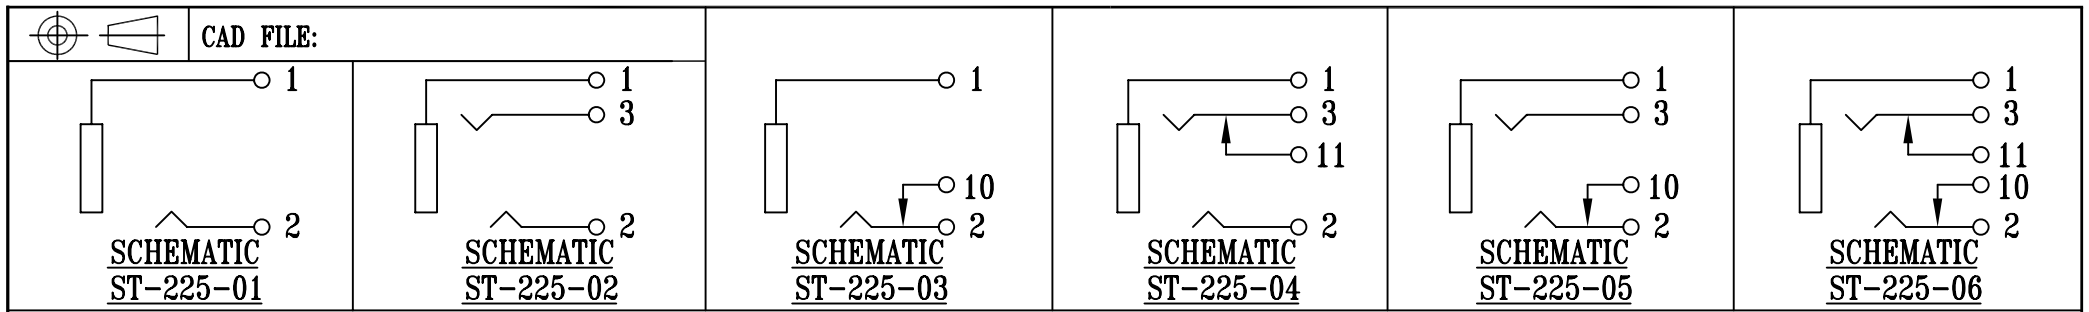 CAD FILE:
1
2
SCHEMATIC
ST-225-01
1
3
2
SCHEMATIC
ST-225-02
1
10
2
SCHEMATIC
ST-225-03
1
3
11
2
SCHEMATIC
ST-225-04
1
3
10
2
SCHEMATIC
ST-225-05
1
3
11
10
2
SCHEMATIC
ST-225-06